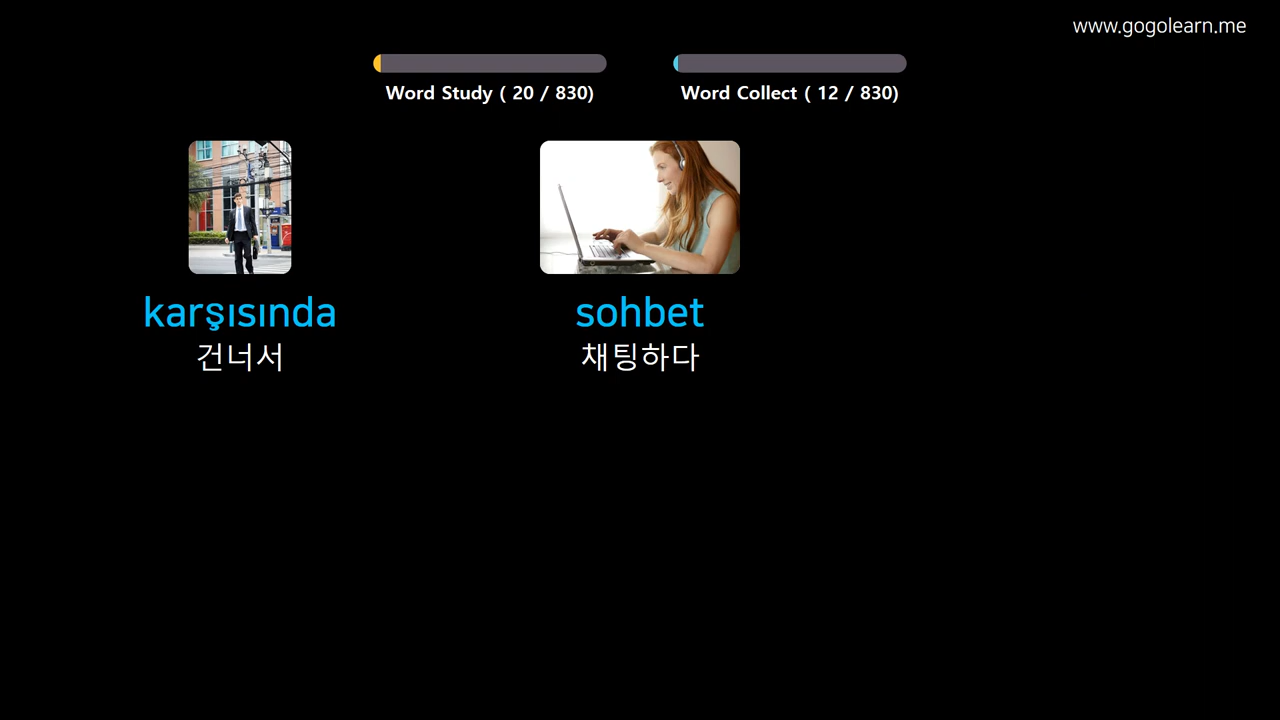 www.gogolearn.me
Word Study ( 20 / 830)
Word Collect ( 12 / 830)
karşısında
건너서
sohbet
채팅하다